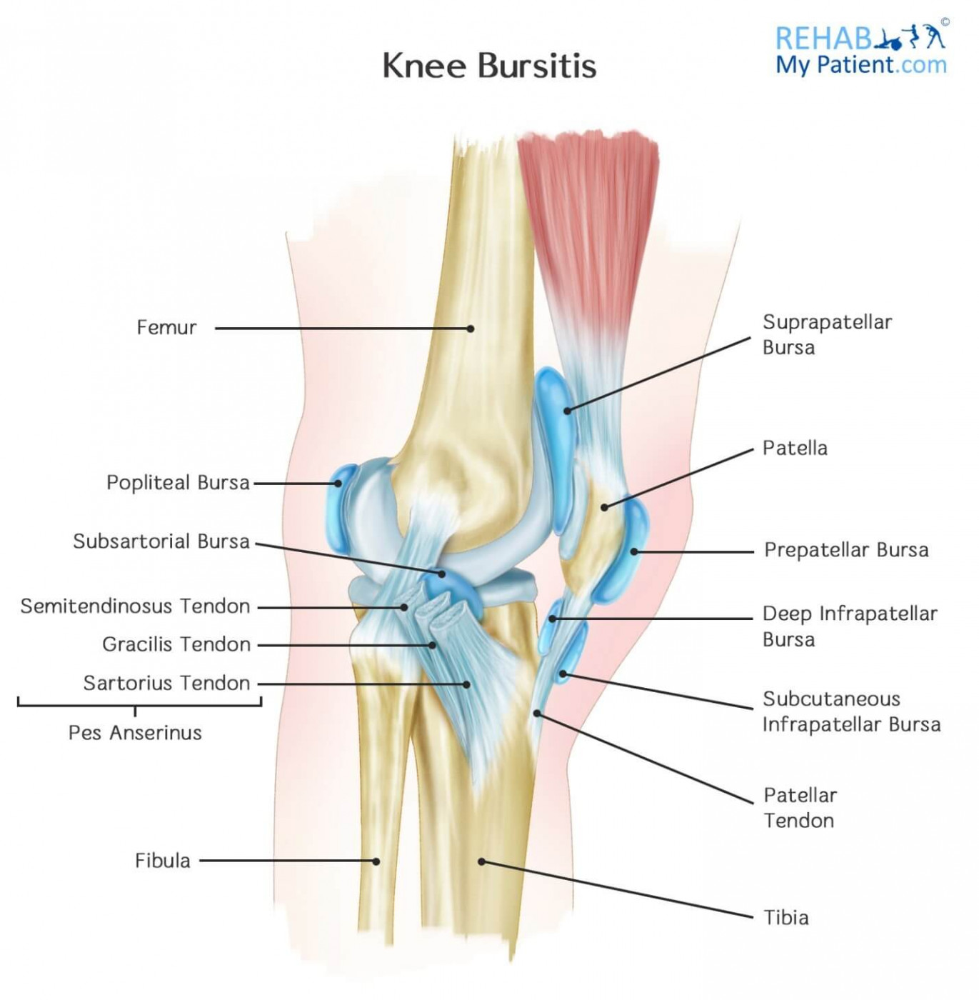 REHAB ©
My Patient.com
Knee Bursitis
Femur
Suprapatellar
Bursa
Patella
Popliteal Bursa
Subsartorial Bursa
Prepatellar Bursa
Semitendinosus Tendon
Deep Infrapatellar
Bursa
Gracilis Tendon
Sartorius Tendon
Subcutaneous
Infrapatellar Bursa
Pes Anserinus
Patellar
Tendon
Fibula
Tibia